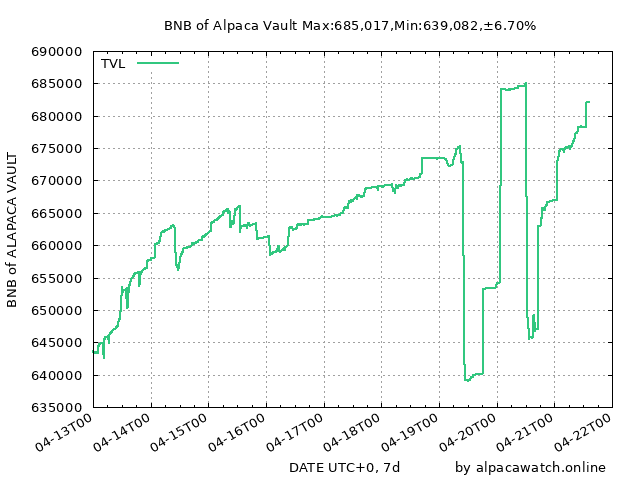 BNB of Alpaca Vault Max:685,017,Min:639,082,±6.70%
TVL
690000
685000
680000
675000
670000
665000
660000
655000
650000
645000
640000
635000
BNB of ALAPACA VAULT
04-13T00
04-14T00
04-15T00
04-16T00
04-17T00
04-18T00
04-19T00
04-20T00
04-21T00
04-22T00
DATE UTC+0, 7d
by alpacawatch.online